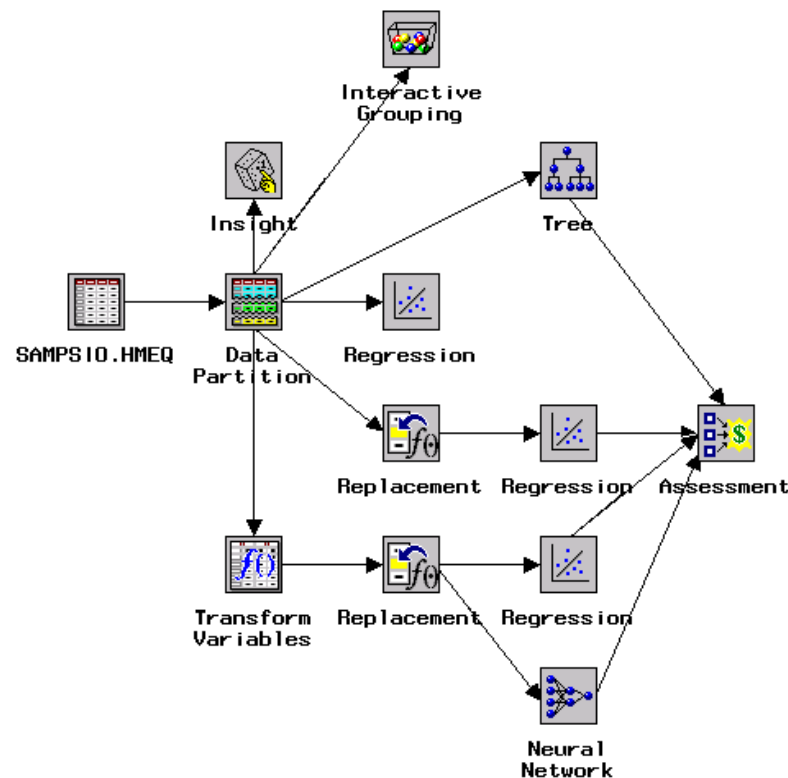 Interactive
Grouping
Insight
Tree
SAMPSIO.HMEQ
Data
Partition
Regression
Replacement
Regression
Assessment
Transform
Variables
Replacement
Regression
Neural
Network